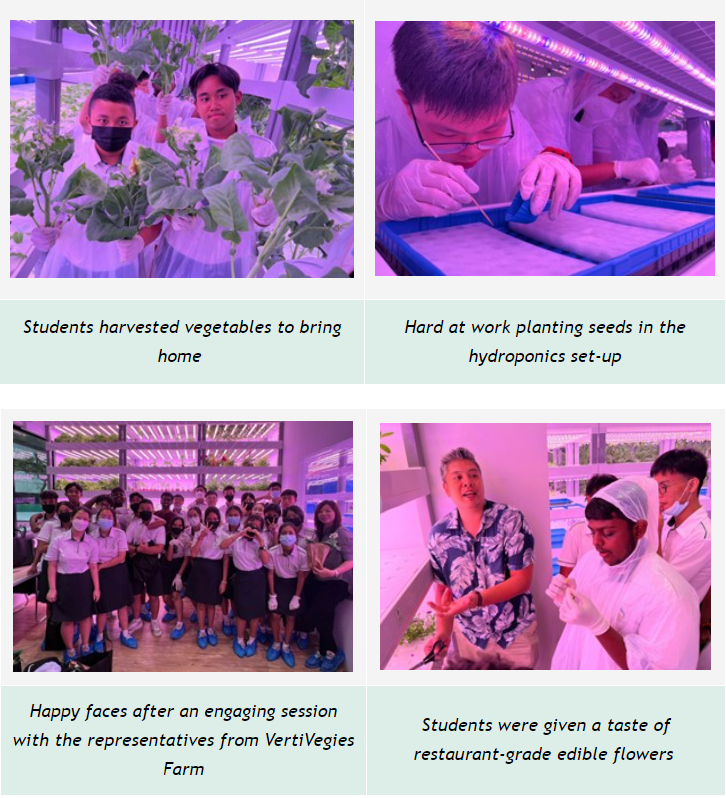 Students harvested vegetables to bring
home
Hard at work planting seeds in the
hydroponics set-up
Happy faces after an engaging session
with the representatives from VertiVegies
Farm
Students were given a taste of
restaurant-grade edible flowers